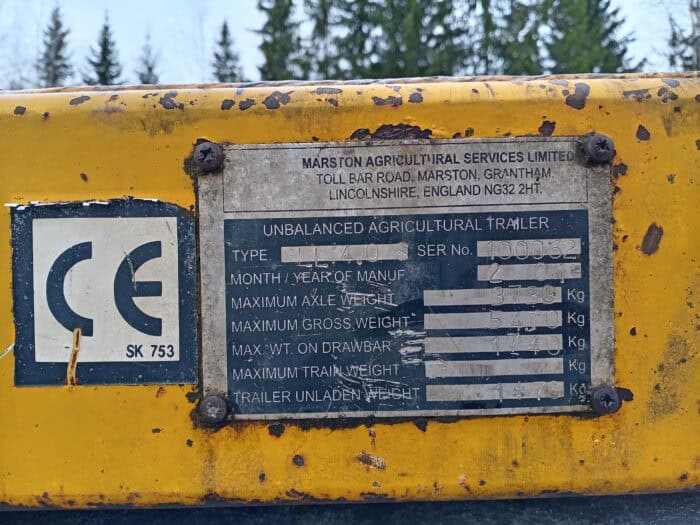 MARSTON AGRICULTURAL SERVICES LIMITED
TOLL BAR ROAD, MARSTON, GRANTHAM,
LINCOLNSHIRE, ENGLAND NG32 2HT.
UNBALANCED AGRICULTURAL TRAILER
TYPE. SER No.
MONTH / YEAR OF MANUF.
MAXIMUM AXLE WEIGHT Kg
MAXIMUM GROSS WEIGHT Kg
MAX. WT. ON DRAWBAR Kg
MAXIMUM TRAIN WEIGHT Kg
TRAILER UNLADEN WEIGHT Kg
CE
SK 753